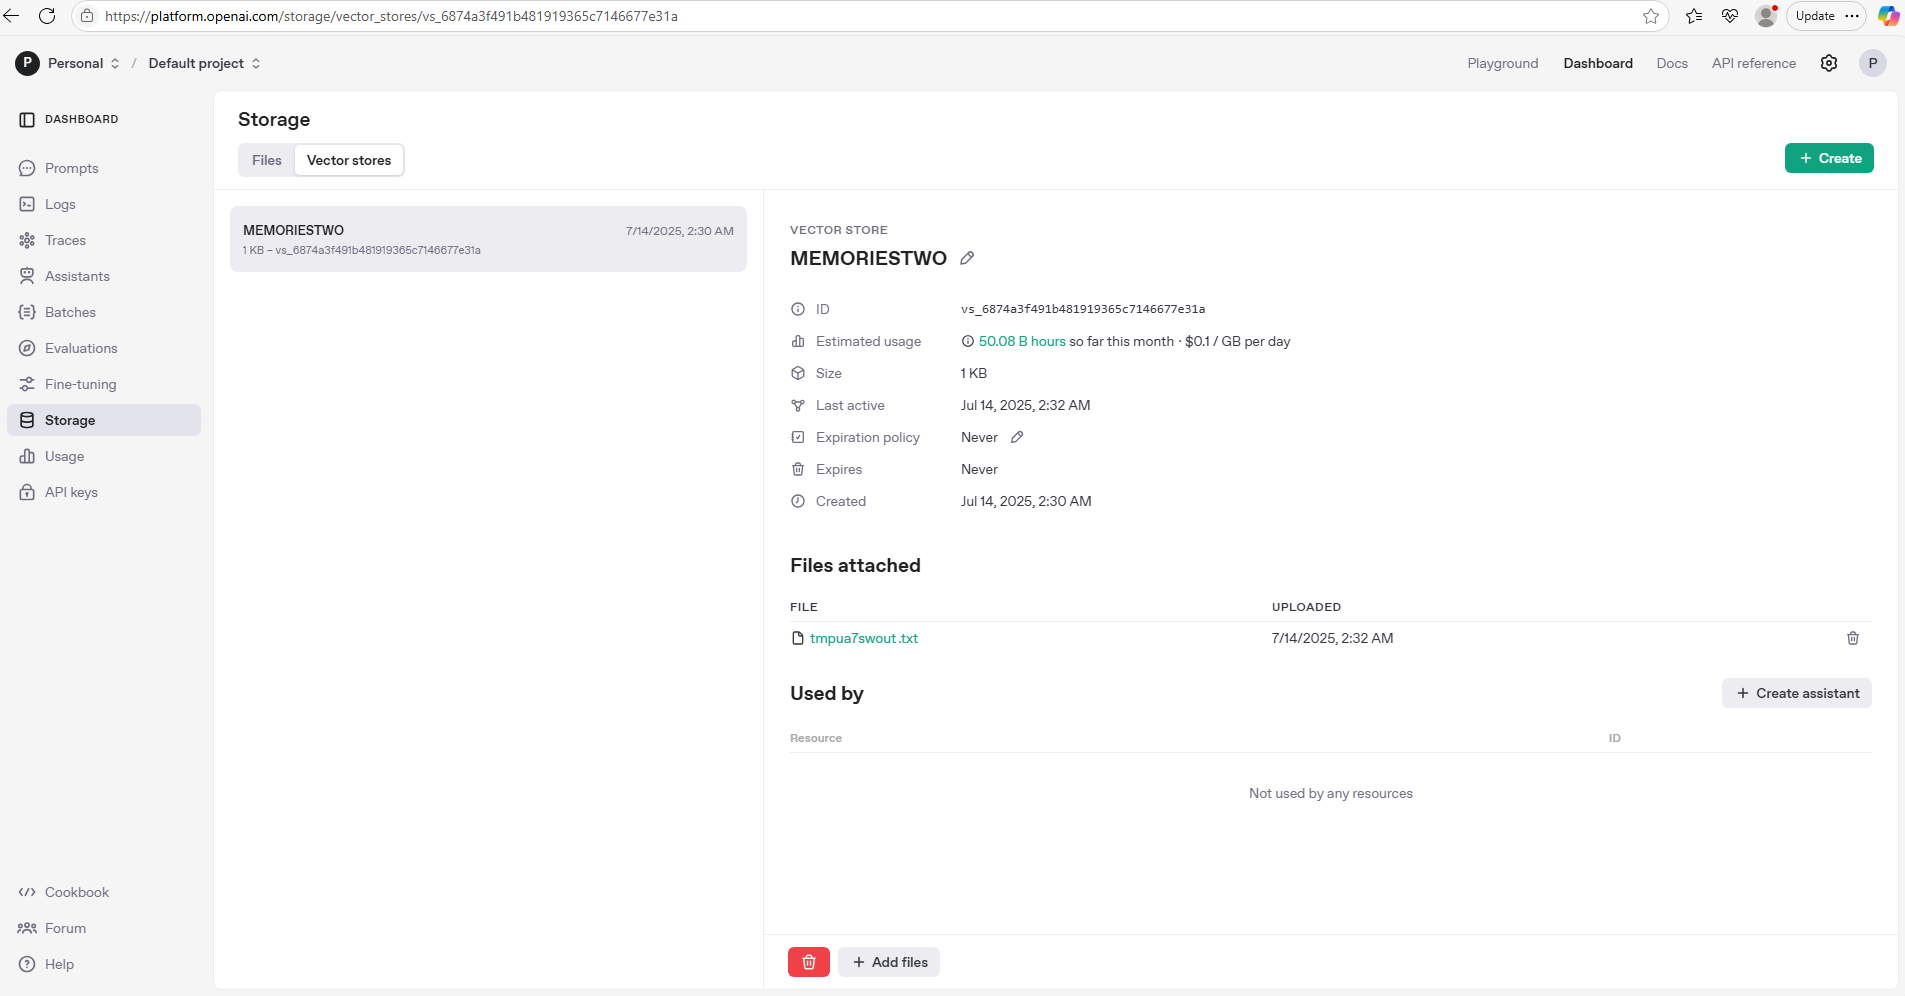 https://platform.openai.com/storage/vector_stores/vs_6874a3f491b481919365c7146677e31a
Update
P Personal / Default project
Playground Dashboard Docs API reference P
DASHBOARD
Prompts
Logs
Traces
Assistants
Batches
Evaluations
Fine-tuning
Storage
Usage
API keys
Cookbook
Forum
Help
Storage
Files Vector stores
+ Create
MEMORIESTWO 7/14/2025, 2:30 AM
1 KB – vs_6874a3f491b481919365c7146677e31a
VECTOR STORE
MEMORIESTWO
ID vs_6874a3f491b481919365c7146677e31a
Estimated usage 50.08 B hours so far this month · $0.1 / GB per day
Size 1 KB
Last active Jul 14, 2025, 2:32 AM
Expiration policy Never
Expires Never
Created Jul 14, 2025, 2:30 AM
Files attached
FILE UPLOADED
tmpua7swout.txt 7/14/2025, 2:32 AM
Used by
+ Create assistant
Resource ID
Not used by any resources
+ Add files